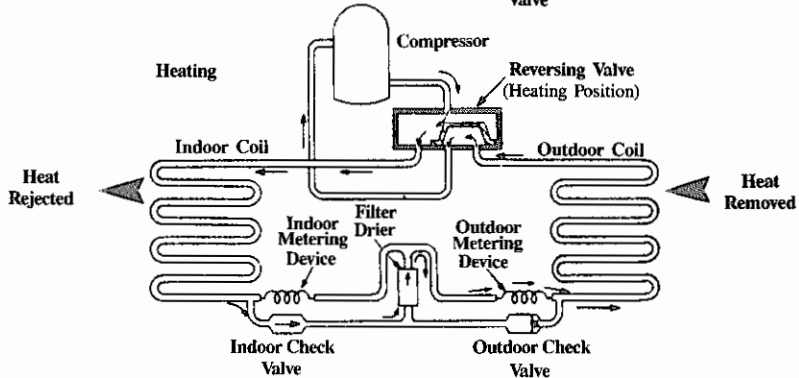 Valve
Compressor
Heating
Reversing Valve
(Heating Position)
Indoor Coil
Outdoor Coil
Heat
Rejected
Heat
Removed
Indoor
Metering
Device
Filter
Drier
Outdoor
Metering
Device
Indoor Check
Valve
Outdoor Check
Valve